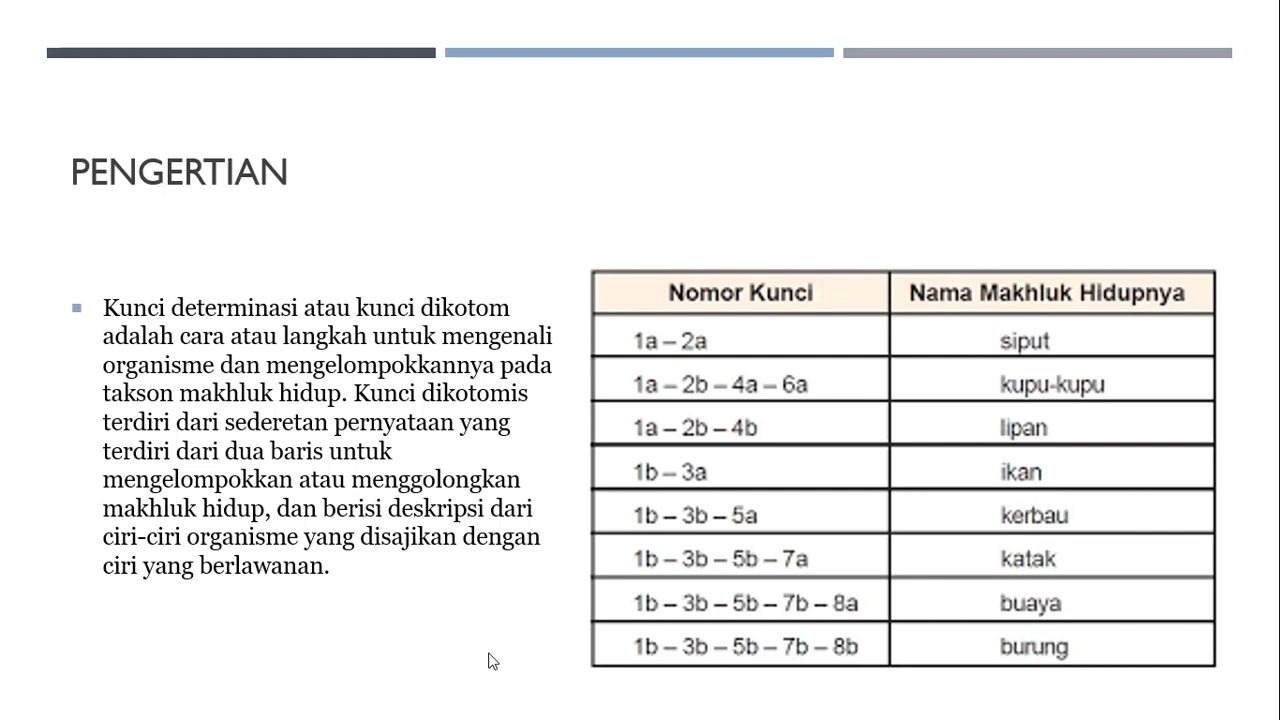 PENGERTIAN
Kunci determinasi atau kunci dikotom
adalah cara atau langkah untuk mengenali
organisme dan mengelompokkannya pada
takson makhluk hidup. Kunci dikotomis
terdiri dari sederetan pernyataan yang
terdiri dari dua baris untuk
mengelompokkan atau menggolongkan
makhluk hidup, dan berisi deskripsi dari
ciri-ciri organisme yang disajikan dengan
ciri yang berlawanan.
Nomor Kunci Nama Makhluk Hidupnya
1a – 2a siput
1a – 2b – 4a – 6a kupu-kupu
1a – 2b – 4b lipan
1b – 3a ikan
1b – 3b – 5a kerbau
1b – 3b – 5b – 7a katak
1b – 3b – 5b – 7b – 8a buaya
1b – 3b – 5b – 7b – 8b burung